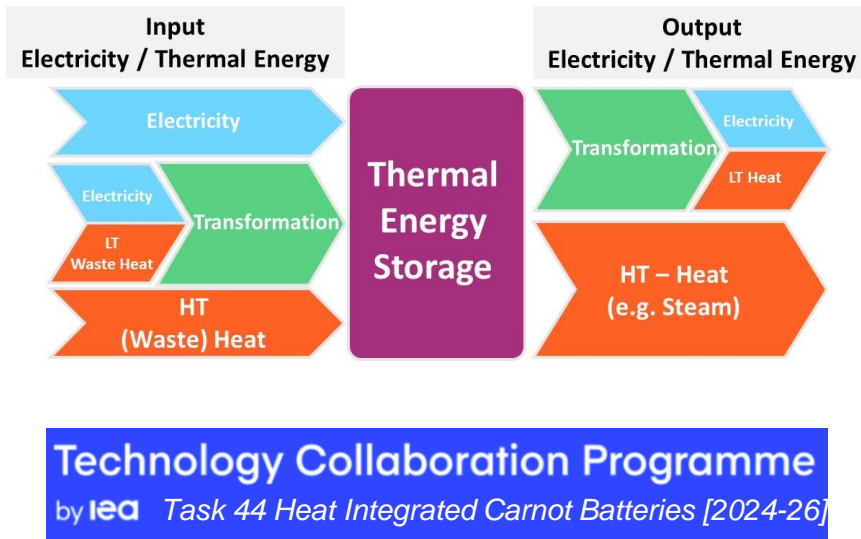 Input
Electricity / Thermal Energy
Output
Electricity / Thermal Energy
Electricity
Electricity
LT
Waste Heat
Transformation
HT
(Waste) Heat
Thermal
Energy
Storage
Transformation
Electricity
LT Heat
HT – Heat
(e.g. Steam)
Technology Collaboration Programme
by iea Task 44 Heat Integrated Carnot Batteries [2024-26]